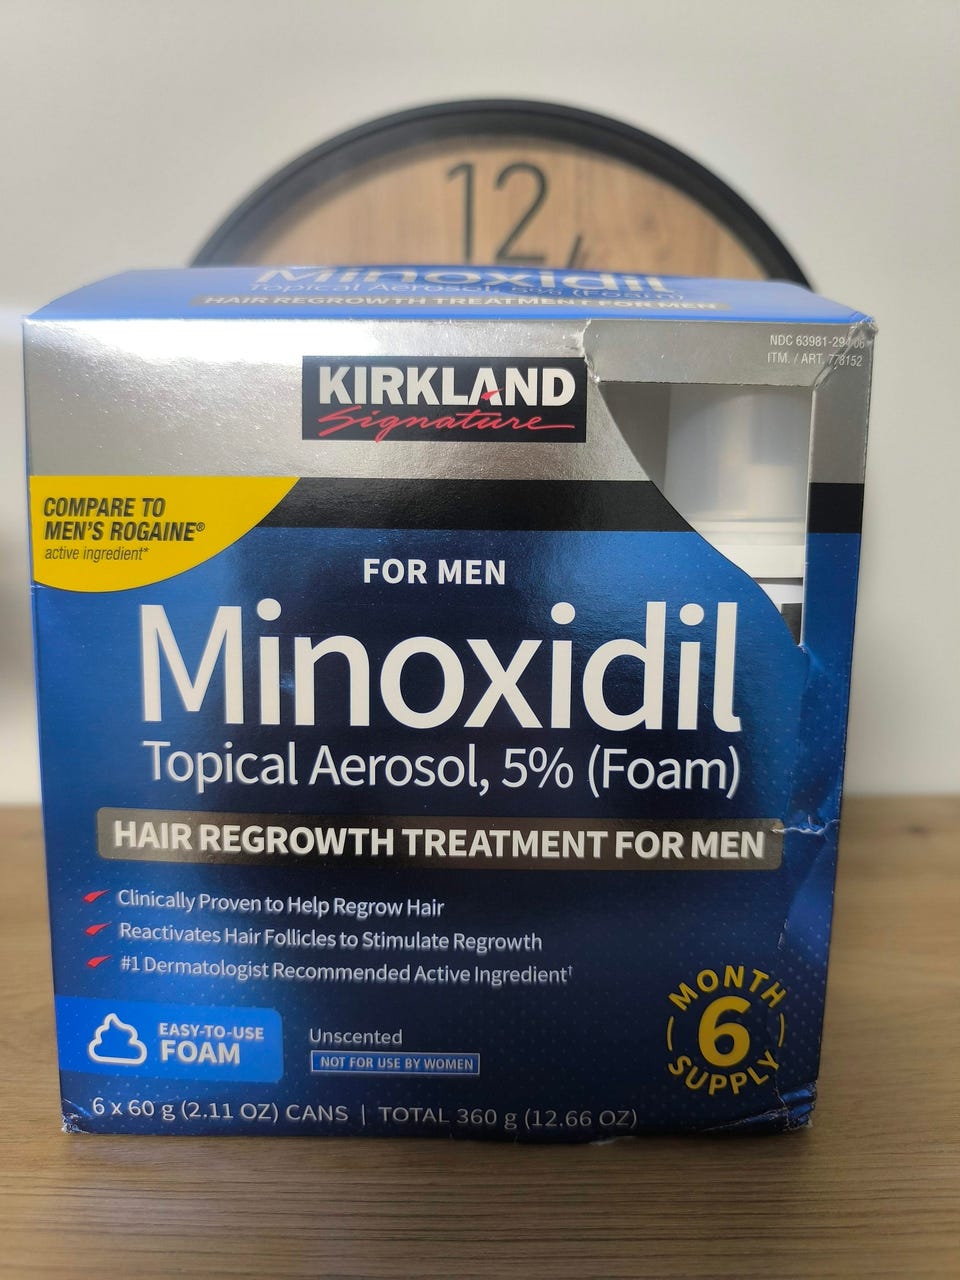 12
Minoxidil
Topical Aerosol, 5% (Foam)
HAIR REGROWTH TREATMENT FOR MEN
NDC 63981-29
ITM. / ART. 778152
KIRKLAND
Signature
COMPARE TO
MEN'S ROGAINE®
active ingredient*
FOR MEN
Minoxidil
Topical Aerosol, 5% (Foam)
HAIR REGROWTH TREATMENT FOR MEN
Clinically Proven to Help Regrow Hair
Reactivates Hair Follicles to Stimulate Regrowth
#1 Dermatologist Recommended Active Ingredient†
MONTH
6
SUPPLY
EASY-TO-USE
FOAM
Unscented
NOT FOR USE BY WOMEN
6 x 60 g (2.11 OZ) CANS | TOTAL 360 g (12.66 OZ)